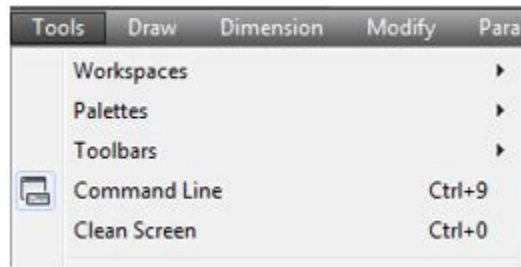 Tools Draw Dimension Modify Para
Workspaces
Palettes
Toolbars
Command Line Ctrl+9
Clean Screen Ctrl+0